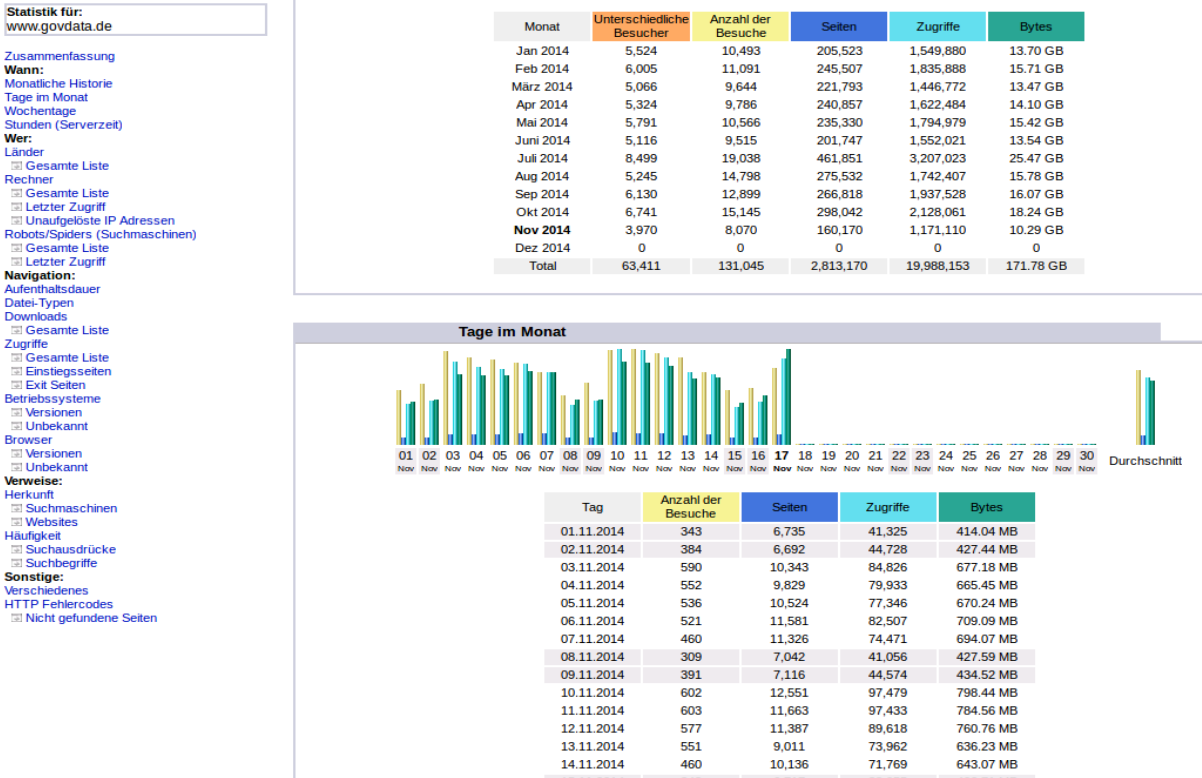 Statistik für:
www.govdata.de
Zusammenfassung
Wann:
Monatliche Historie
Tage im Monat
Wochentage
Stunden (Serverzeit)
Wer:
Länder
Gesamte Liste
Rechner
Gesamte Liste
Letzter Zugriff
Unaufgelöste IP Adressen
Robots/Spiders (Suchmaschinen)
Gesamte Liste
Letzter Zugriff
Navigation:
Aufenthaltsdauer
Datei-Typen
Downloads
Gesamte Liste
Zugriffe
Gesamte Liste
Einstiegsseiten
Exit Seiten
Betriebssysteme
Versionen
Unbekannt
Browser
Versionen
Unbekannt
Verweise:
Herkunft
Suchmaschinen
Websites
Häufigkeit
Suchausdrücke
Suchbegriffe
Sonstige:
Verschiedenes
HTTP Fehlercodes
Nicht gefundene Seiten
Monat Unterschiedliche Besucher Anzahl der Besuche Seiten Zugriffe Bytes
Jan 2014 5,524 10,493 205,523 1,549,880 13.70 GB
Feb 2014 6,005 11,091 245,507 1,835,888 15.71 GB
März 2014 5,066 9,644 221,793 1,446,772 13.47 GB
Apr 2014 5,324 9,786 240,857 1,622,484 14.10 GB
Mai 2014 5,791 10,566 235,330 1,794,979 15.42 GB
Juni 2014 5,116 9,515 201,747 1,552,021 13.54 GB
Juli 2014 8,499 19,038 461,851 3,207,023 25.47 GB
Aug 2014 5,245 14,798 275,532 1,742,407 15.78 GB
Sep 2014 6,130 12,899 266,818 1,937,528 16.07 GB
Okt 2014 6,741 15,145 298,042 2,128,061 18.24 GB
Nov 2014 3,970 8,070 160,170 1,171,110 10.29 GB
Dez 2014 0 0 0 0 0
Total 63,411 131,045 2,813,170 19,988,153 171.78 GB
Tage im Monat
01 02 03 04 05 06 07 08 09 10 11 12 13 14 15 16 17 18 19 20 21 22 23 24 25 26 27 28 29 30
Nov Nov Nov Nov Nov Nov Nov Nov Nov Nov Nov Nov Nov Nov Nov Nov Nov Nov Nov Nov Nov Nov Nov Nov Nov Nov Nov Nov Nov Nov
Durchschnitt
Tag Anzahl der Besuche Seiten Zugriffe Bytes
01.11.2014 343 6,735 41,325 414.04 MB
02.11.2014 384 6,692 44,728 427.44 MB
03.11.2014 590 10,343 84,826 677.18 MB
04.11.2014 552 9,829 79,933 665.45 MB
05.11.2014 536 10,524 77,346 670.24 MB
06.11.2014 521 11,581 82,507 709.09 MB
07.11.2014 460 11,326 74,471 694.07 MB
08.11.2014 309 7,042 41,056 427.59 MB
09.11.2014 391 7,116 44,574 434.52 MB
10.11.2014 602 12,551 97,479 798.44 MB
11.11.2014 603 11,663 97,433 784.56 MB
12.11.2014 577 11,387 89,618 760.76 MB
13.11.2014 551 9,011 73,962 636.23 MB
14.11.2014 460 10,136 71,769 643.07 MB